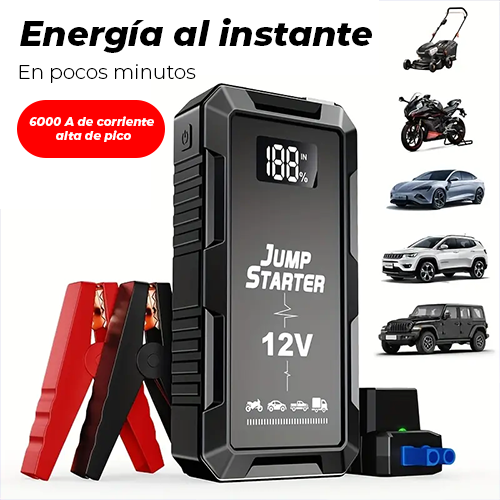 Energía al instante
En pocos minutos
6000 A de corriente
alta de pico
188 IN
%
JUMP
STARTER
12V